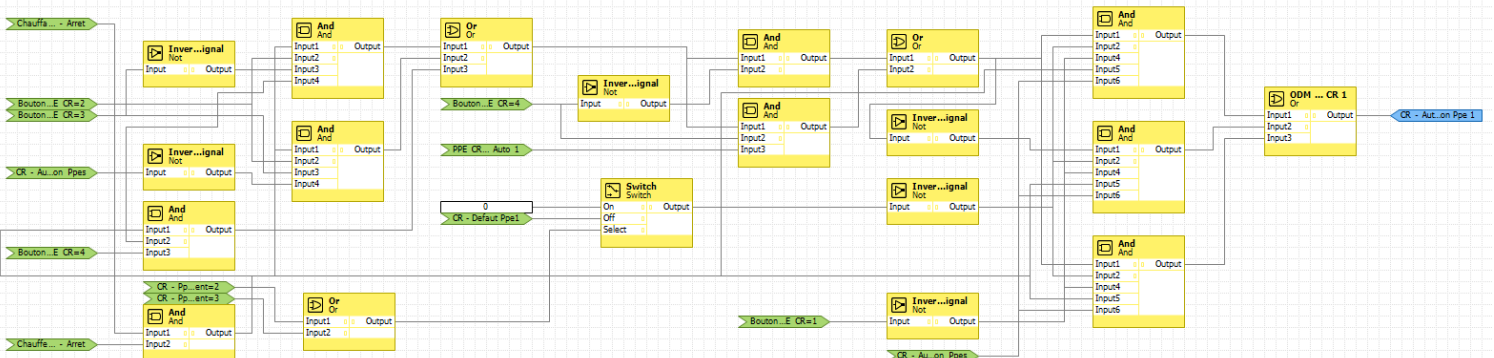 Chauffa... - Arret
Inver...ignal
Not
Input
Output
Bouton...E CR=2
Bouton...E CR=3
Inver...ignal
Not
Input
Output
CR - Au...on Ppes
And
And
Input1
Output
Input2
Input3
Bouton...E CR=4
CR - Pp...ent=2
CR - Pp...ent=3
And
And
Input1
Output
Input2
Chauffe... - Arret
And
And
Input1
Output
Input2
Input3
Input4
And
And
Input1
Output
Input2
Input3
Input4
Or
Or
Input1
Output
Input2
Or
Or
Input1
Output
Input2
Input3
Bouton...E CR=4
PPE CR... Auto 1
0
CR - Defaut Ppe1
Inver...ignal
Not
Input
Output
Switch
Switch
On
Output
Off
Select
And
And
Input1
Output
Input2
And
And
Input1
Output
Input2
Input3
Bouton...E CR=1
Or
Or
Input1
Output
Input2
Inver...ignal
Not
Input
Output
Inver...ignal
Not
Input
Output
Inver...ignal
Not
Input
Output
CR - Au...on Ppes
And
And
Input1
Output
Input2
Input4
Input5
Input6
And
And
Input1
Output
Input2
Input4
Input5
Input6
And
And
Input1
Output
Input2
Input4
Input5
Input6
ODM ... CR 1
Or
Input1
Output
Input2
Input3
CR - Aut...on Ppe 1